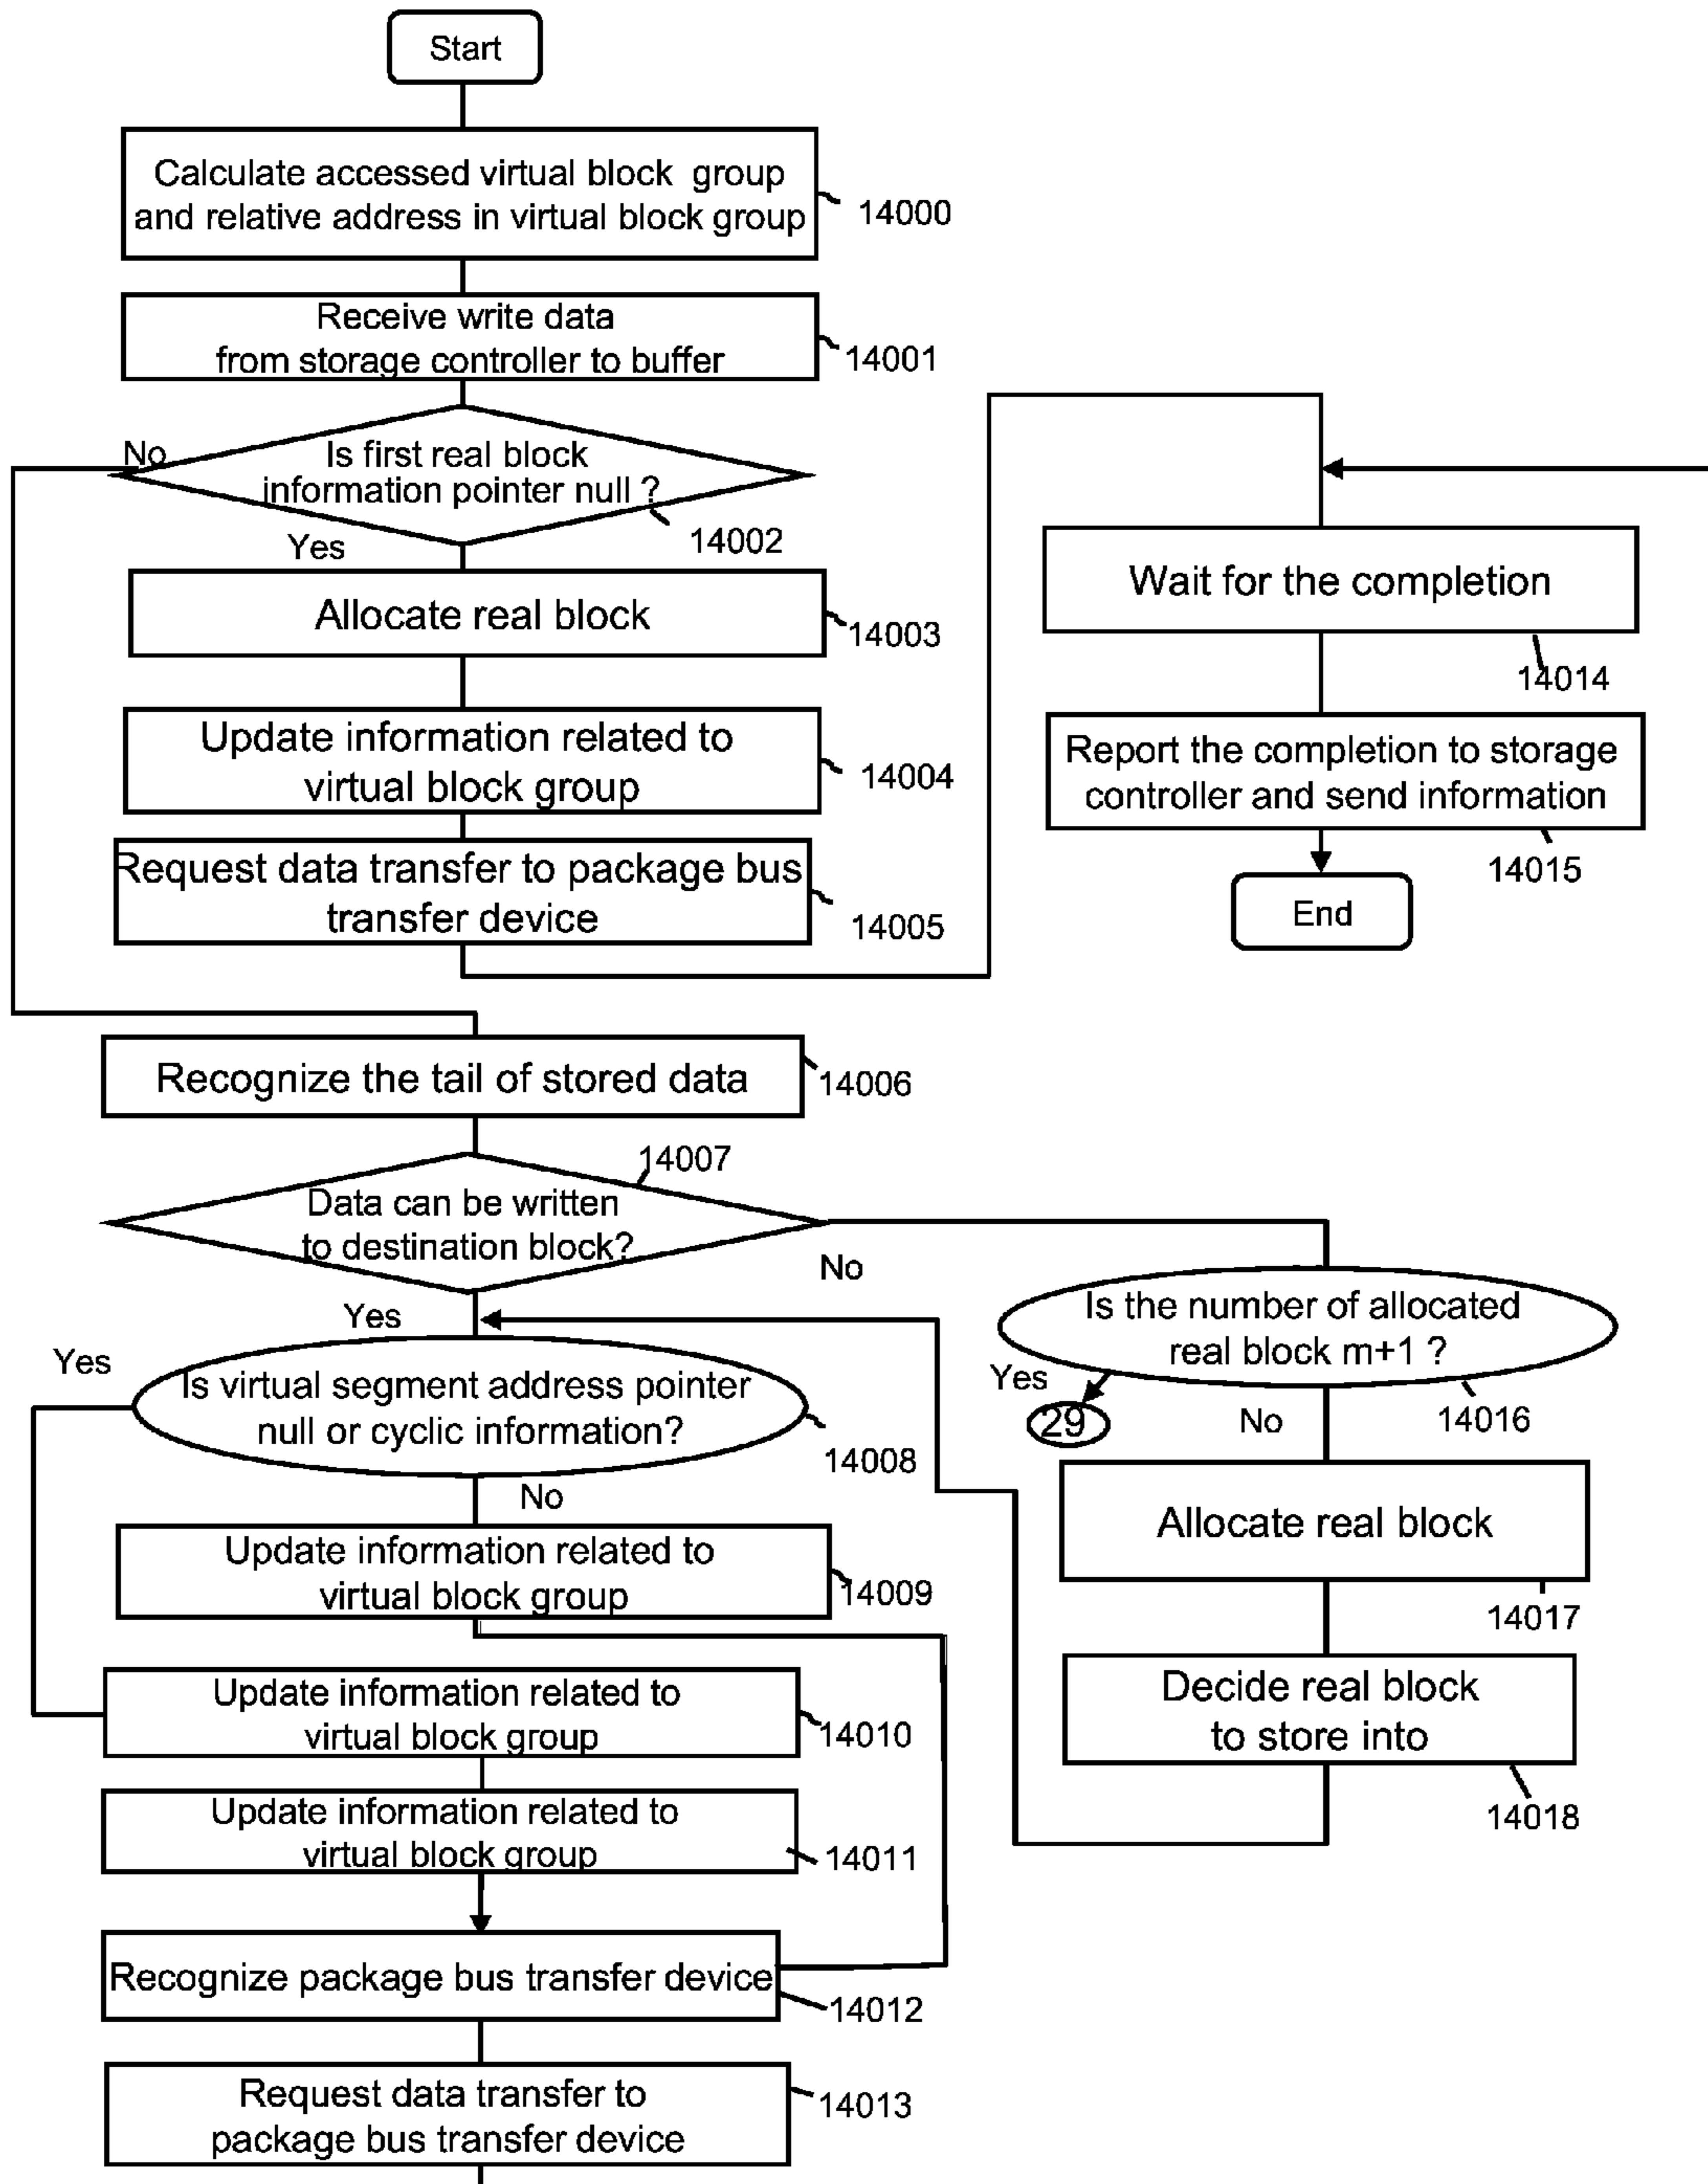 Start
Calculate accessed virtual block group
and relative address in virtual block group
14000
Receive write data
from storage controller to buffer
14001
No
Is first real block
information pointer null ?
14002
Yes
Allocate real block
14003
Update information related to
virtual block group
14004
Request data transfer to package bus
transfer device
14005
Wait for the completion
14014
Report the completion to storage
controller and send information
14015
End
Recognize the tail of stored data
14006
14007
Data can be written
to destination block?
No
Yes
Is the number of allocated
real block m+1 ?
Yes
29
No
14016
Yes
Is virtual segment address pointer
null or cyclic information?
14008
No
Allocate real block
14017
Update information related to
virtual block group
14009
Decide real block
to store into
14018
Update information related to
virtual block group
14010
Update information related to
virtual block group
14011
Recognize package bus transfer device
14012
Request data transfer to
package bus transfer device
14013